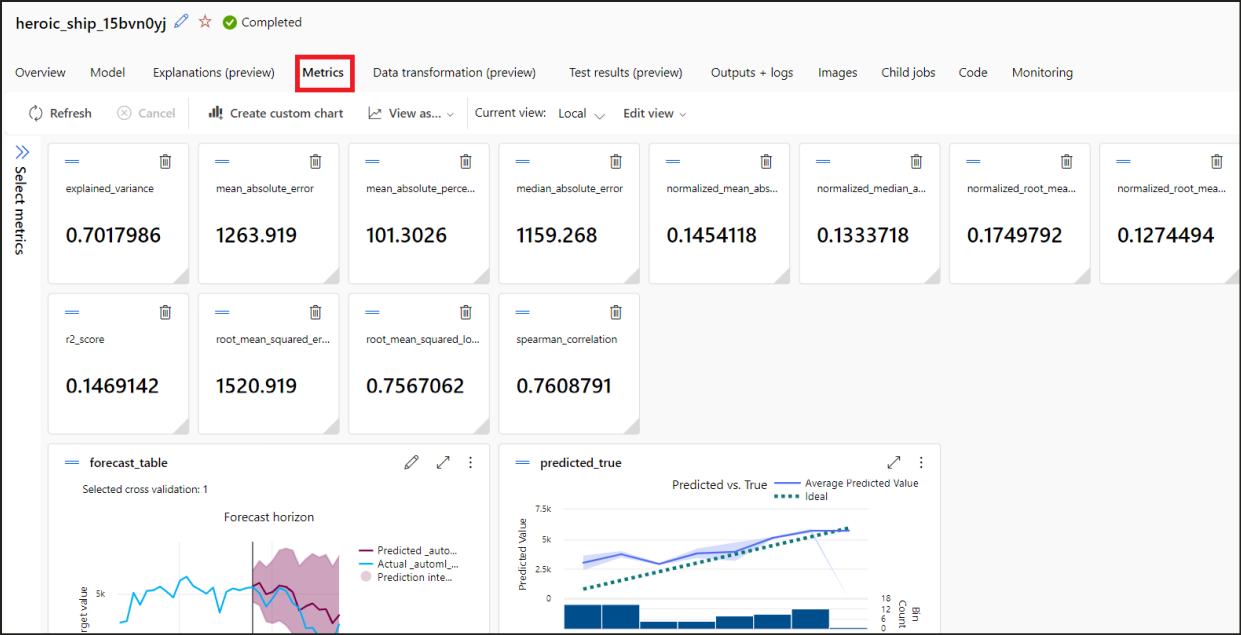 heroic_ship_15bvn0yj Completed
Overview Model Explanations (preview) Metrics Data transformation (preview) Test results (preview) Outputs + logs Images Child jobs Code Monitoring
Refresh Cancel Create custom chart View as... Current view: Local Edit view
Select metrics
explained_variance mean_absolute_error mean_absolute_perce... median_absolute_error normalized_mean_abs... normalized_median_a... normalized_root_mea... normalized_root_mea...
0.7017986 1263.919 101.3026 1159.268 0.1454118 0.1333718 0.1749792 0.1274494
r2_score root_mean_squared_er... root_mean_squared_lo... spearman_correlation
0.1469142 1520.919 0.7567062 0.7608791
forecast_table
Selected cross validation: 1
Forecast horizon
Predicted _auto...
Actual _automl_...
Prediction inte...
5k
rget value
predicted_true
Predicted vs. True
Average Predicted Value
Ideal
Predicted Value
7.5k
5k
2.5k
0
18
12
6
0
Bin
Count